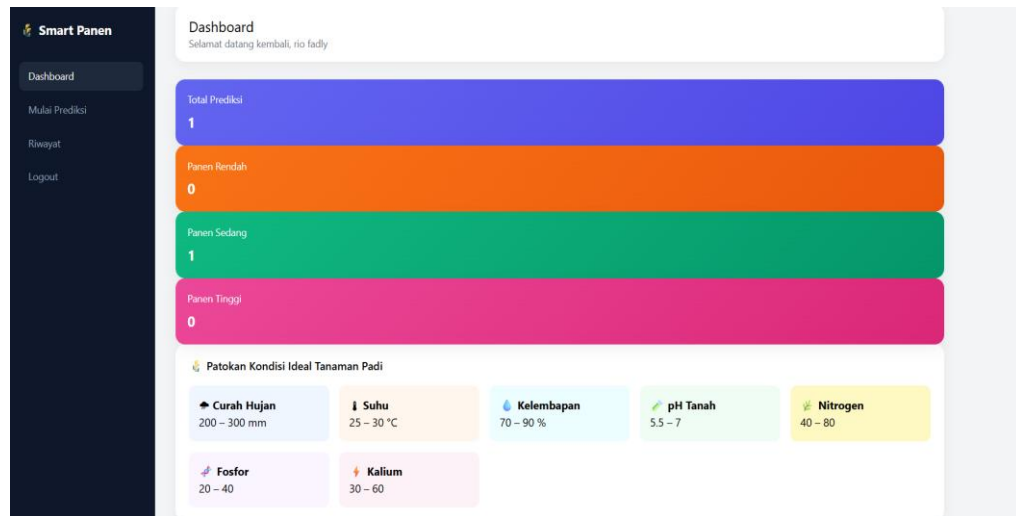 Smart Panen
Dashboard
Mulai Prediksi
Riwayat
Logout
Dashboard
Selamat datang kembali, rio fadly
Total Prediksi
1
Panen Rendah
0
Panen Sedang
1
Panen Tinggi
0
Patokan Kondisi Ideal Tanaman Padi
Curah Hujan
200 – 300 mm
Suhu
25 – 30 °C
Kelembapan
70 – 90 %
pH Tanah
5.5 – 7
Nitrogen
40 – 80
Fosfor
20 – 40
Kalium
30 – 60